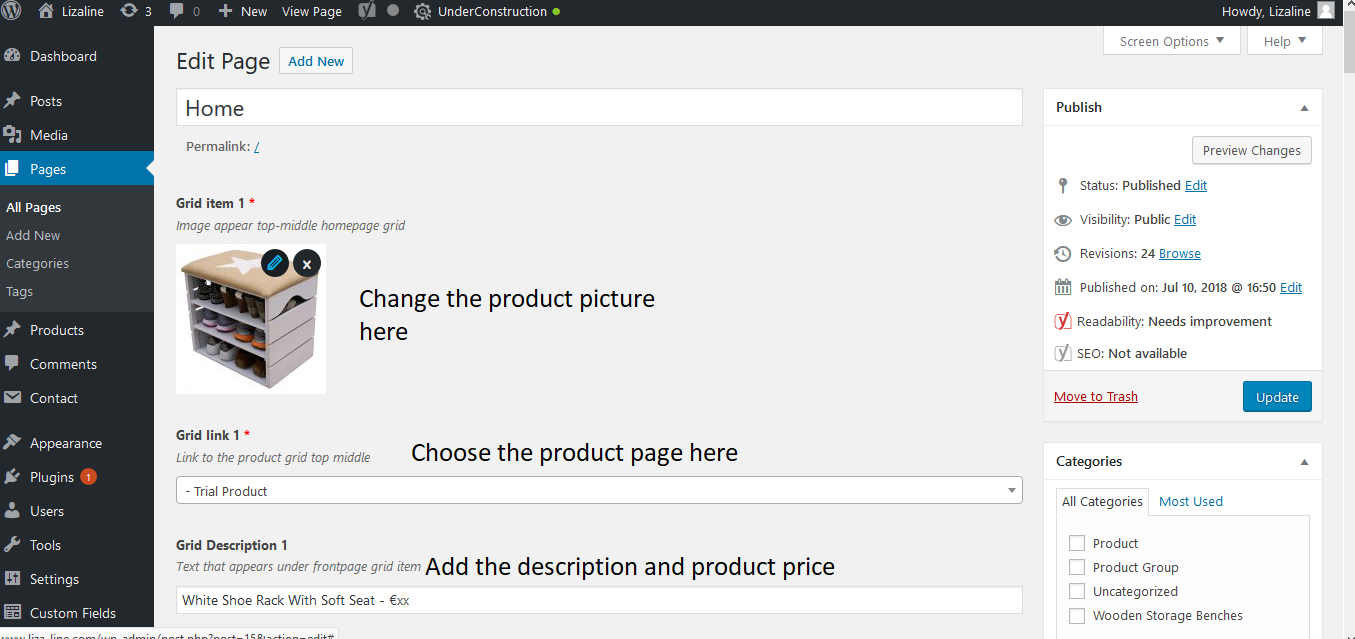 Lizaline 3 0 New View Page UnderConstruction Howdy, Lizaline
Screen Options Help
Dashboard
Posts
Media
Pages
All Pages
Add New
Categories
Tags
Products
Comments
Contact
Appearance
Plugins 1
Users
Tools
Settings
Custom Fields
Edit Page Add New
Home
Permalink: /
Grid item 1 *
Image appear top-middle homepage grid
Change the product picture
here
Grid link 1 *
Link to the product grid top middle
Choose the product page here
- Trial Product
Grid Description 1
Text that appears under frontpage grid item
Add the description and product price
White Shoe Rack With Soft Seat - €xx
Publish
Preview Changes
Status: Published Edit
Visibility: Public Edit
Revisions: 24 Browse
Published on: Jul 10, 2018 @ 16:50 Edit
Readability: Needs improvement
SEO: Not available
Move to Trash Update
Categories
All Categories Most Used
Product
Product Group
Uncategorized
Wooden Storage Benches
www.liza-line.com/wp-admin/post.php?post=15&action=edit#